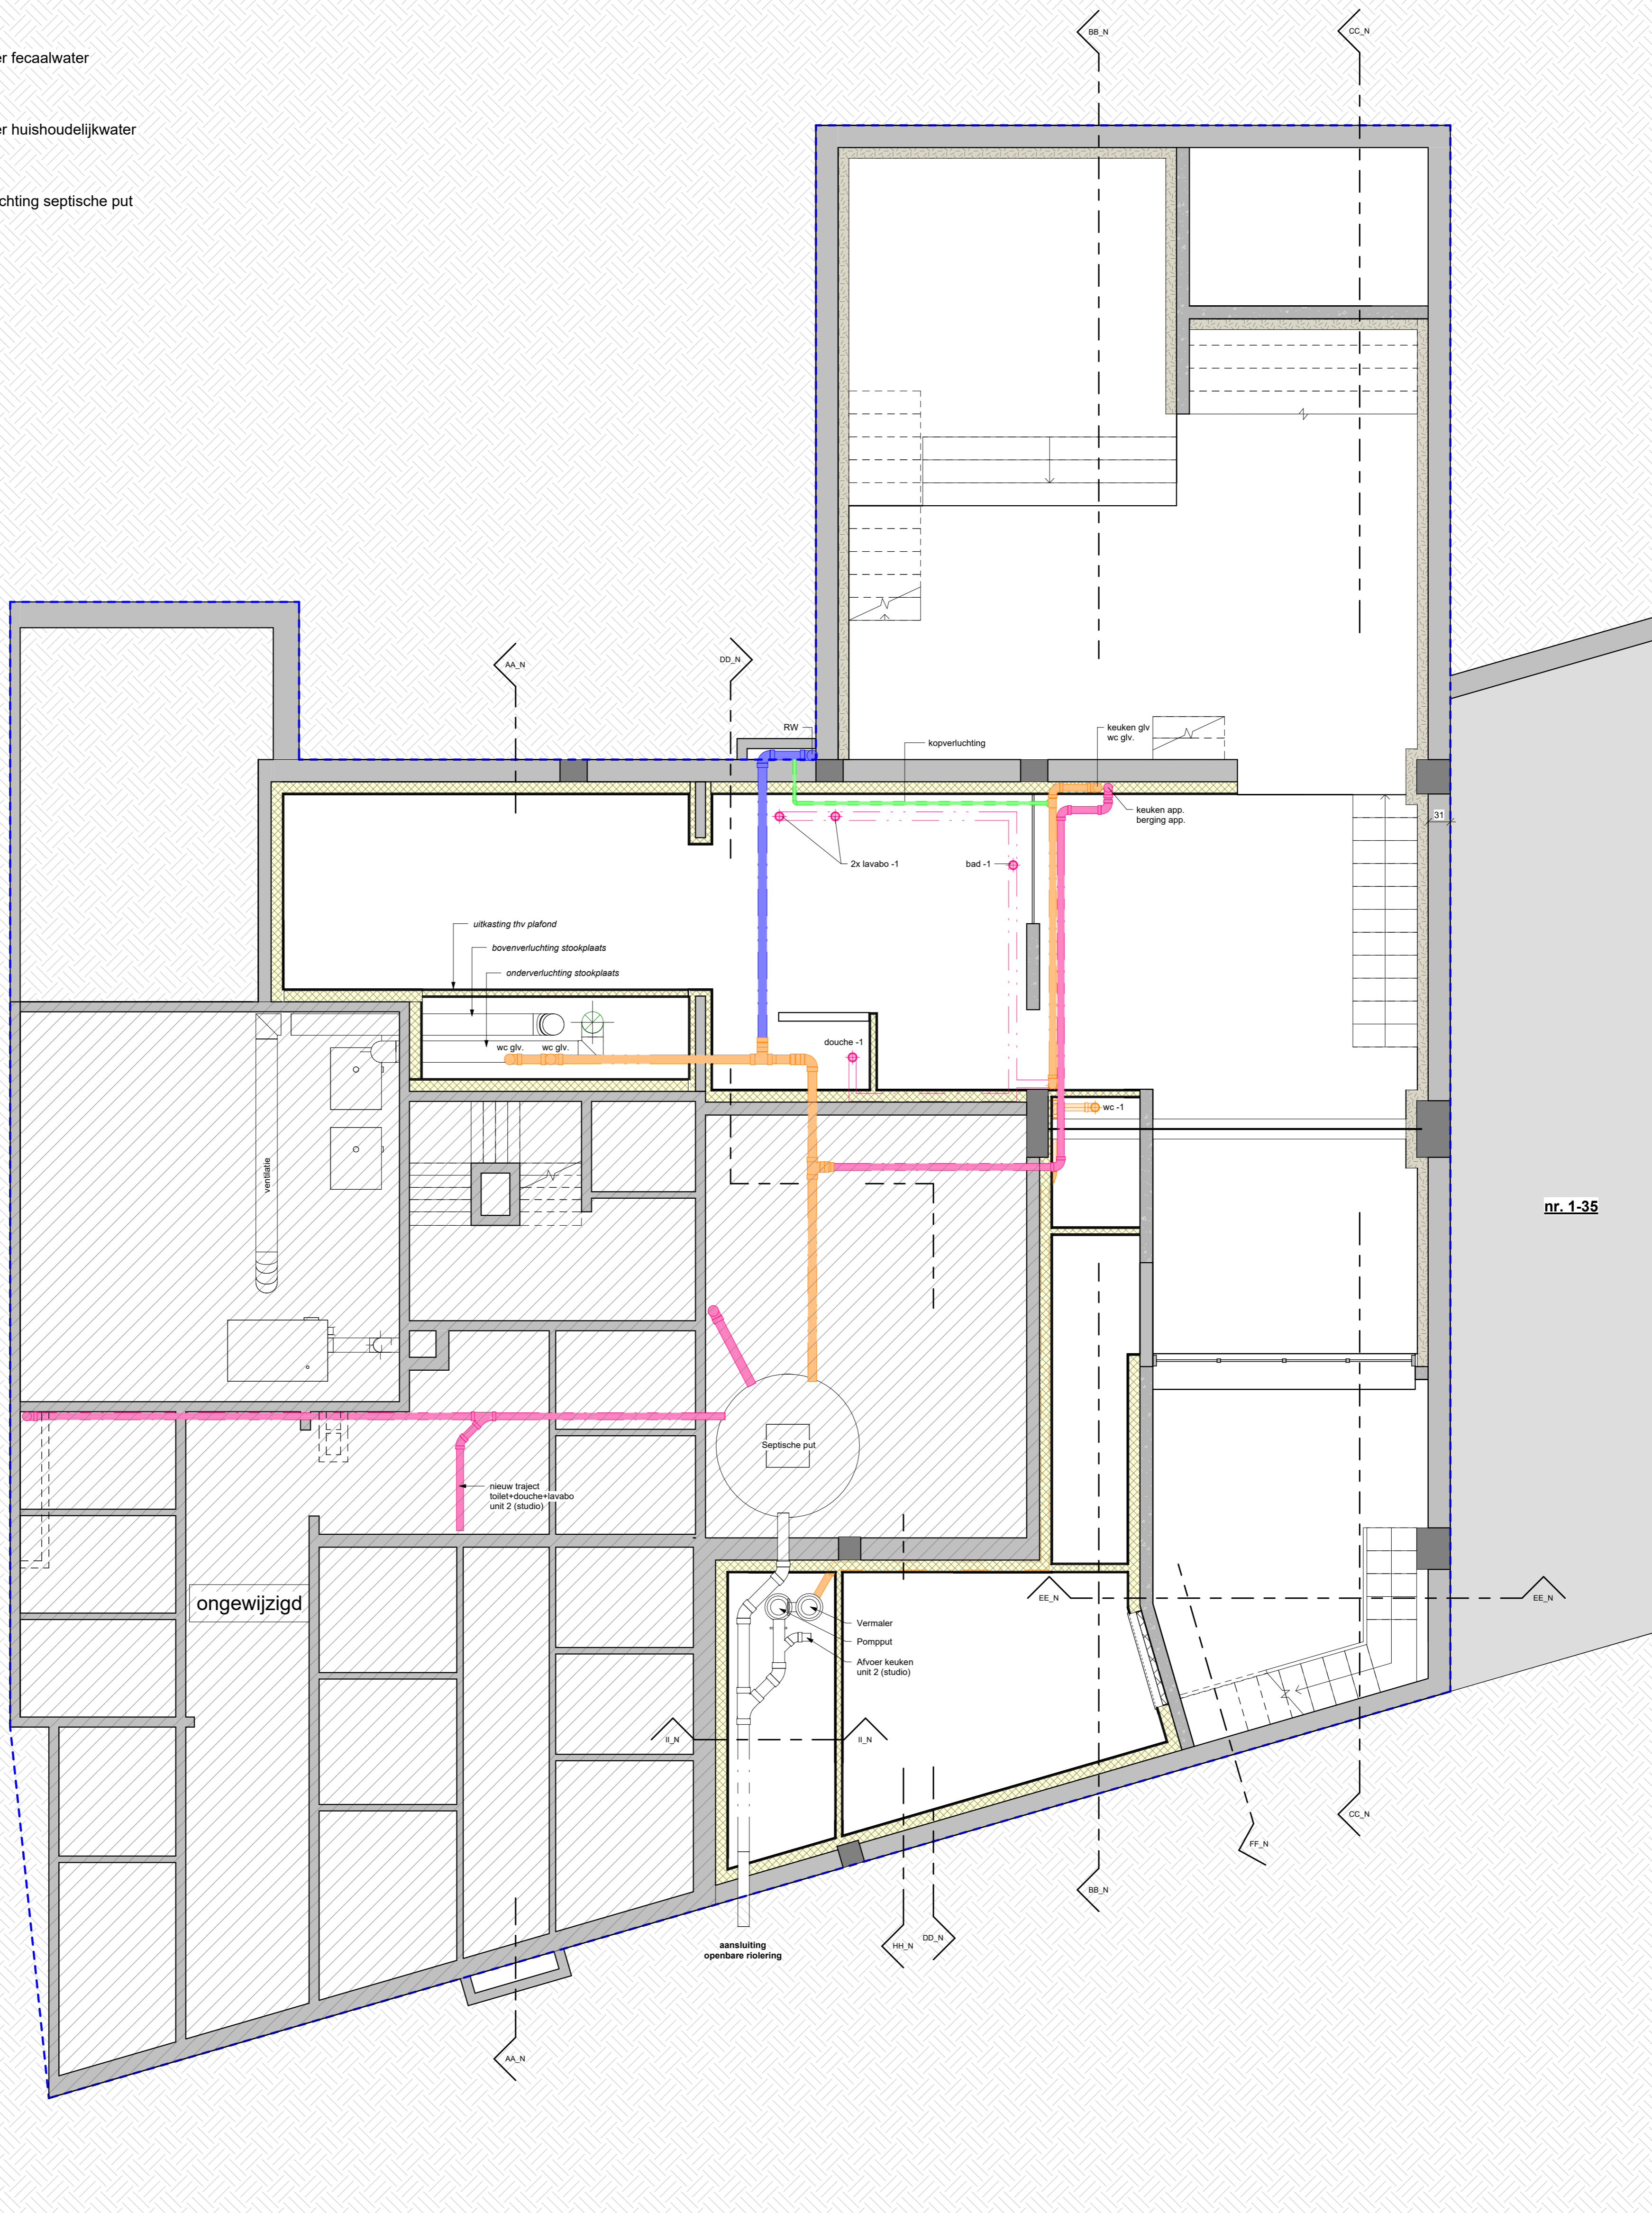 er fecaalwater
er huishoudelijkwater
chting septische put
BB_N
CC_N
AA_N
DD_N
RW
kopverluchting
keuken glv
wc glv.
keuken app.
berging app.
31
2x lavabo -1
bad -1
uitkasting thv plafond
bovenverluchting stookplaats
onderverluchting stookplaats
wc glv.
wc glv.
douche -1
wc -1
ventilatie
nr. 1-35
Septische put
nieuw traject
toilet+douche+lavabo
unit 2 (studio)
ongewijzigd
EE_N
EE_N
Vermaler
Pompput
Afvoer keuken
unit 2 (studio)
II_N
II_N
CC_N
FF_N
BB_N
HH_N
DD_N
aansluiting
openbare riolering
AA_N